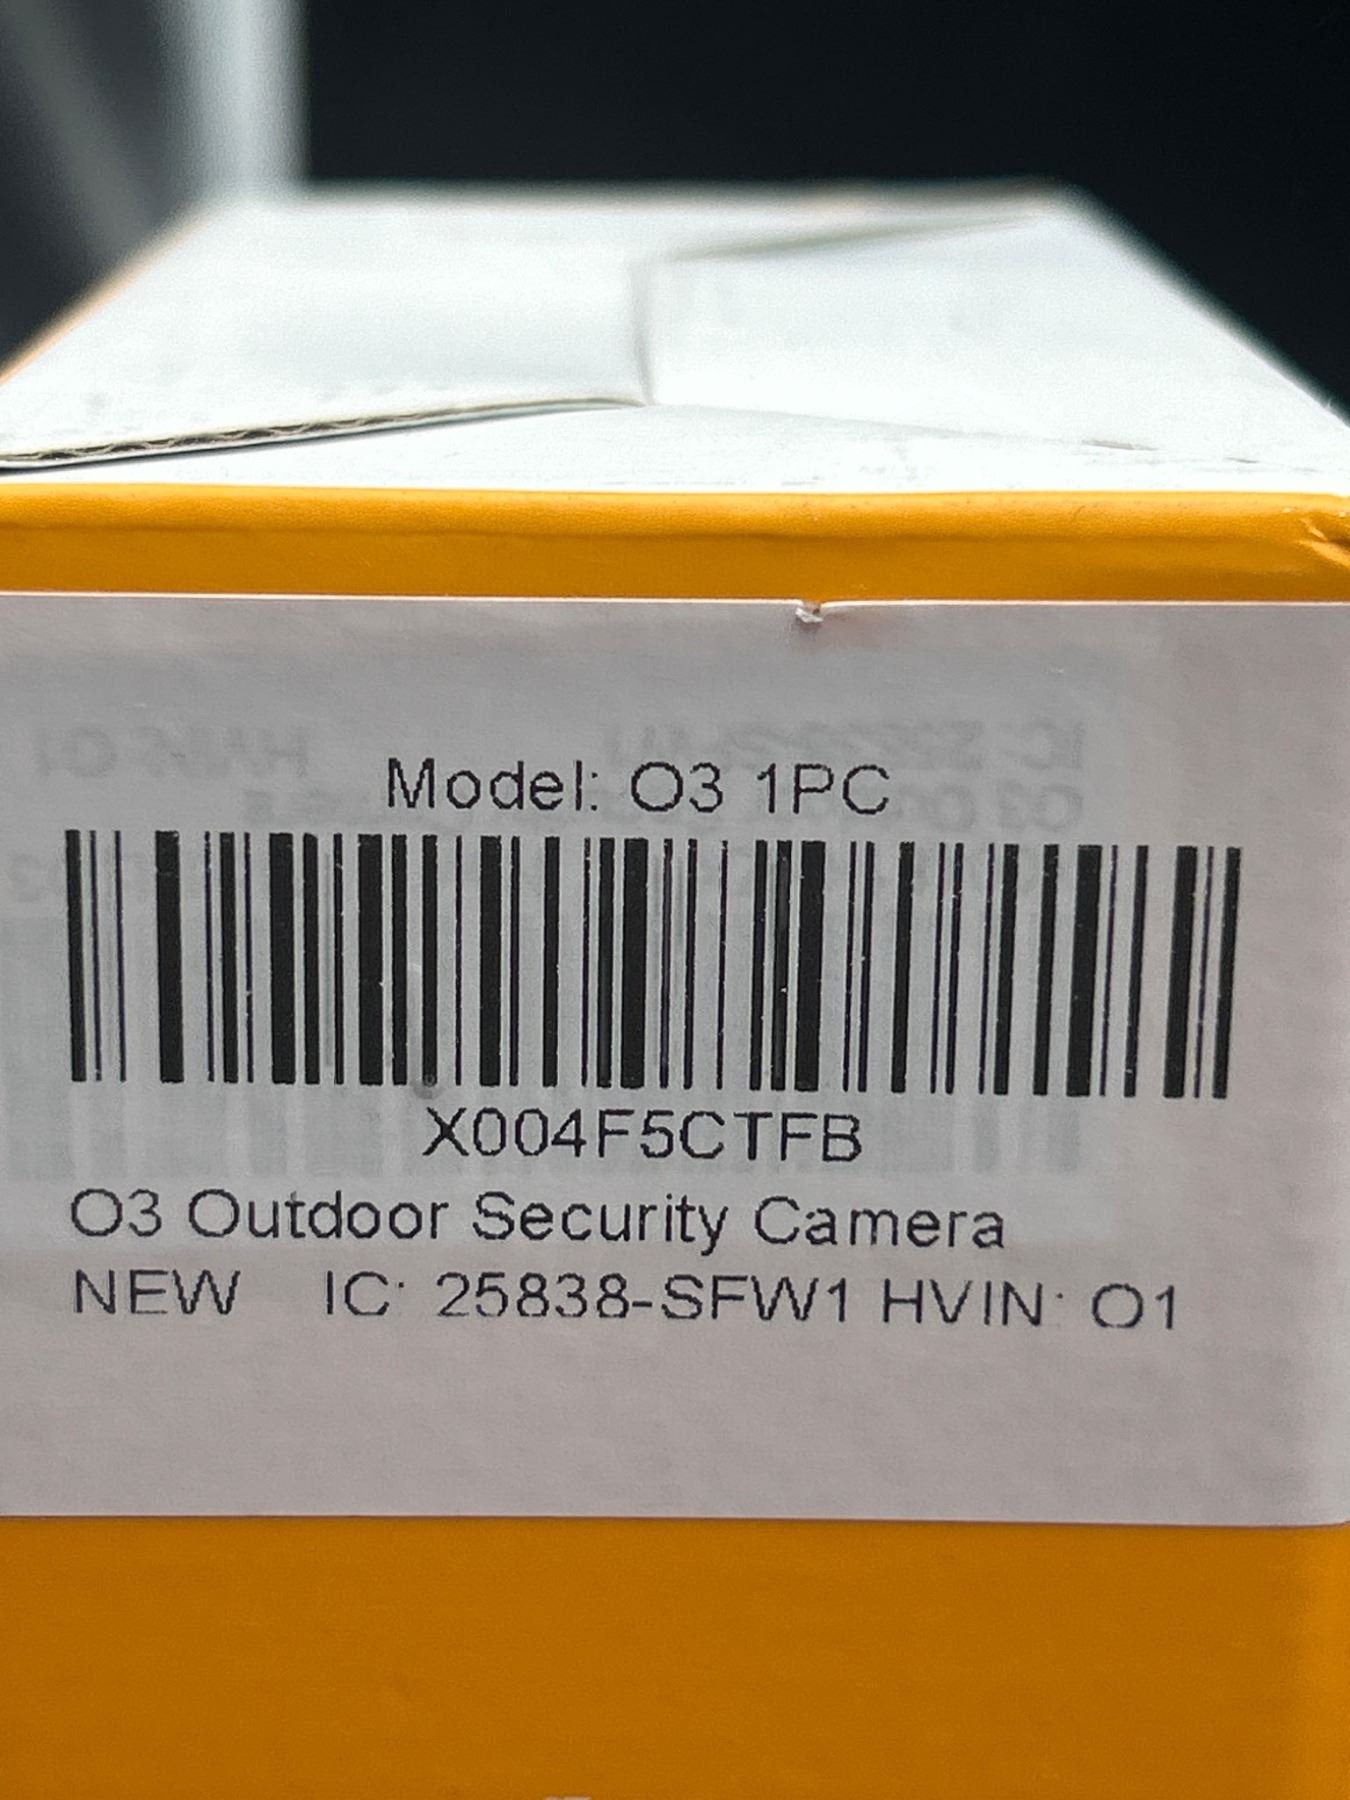 Model: O3 1PC
X004F5CTFB
O3 Outdoor Security Camera
NEW IC: 25838-SFW1 HVIN: O1